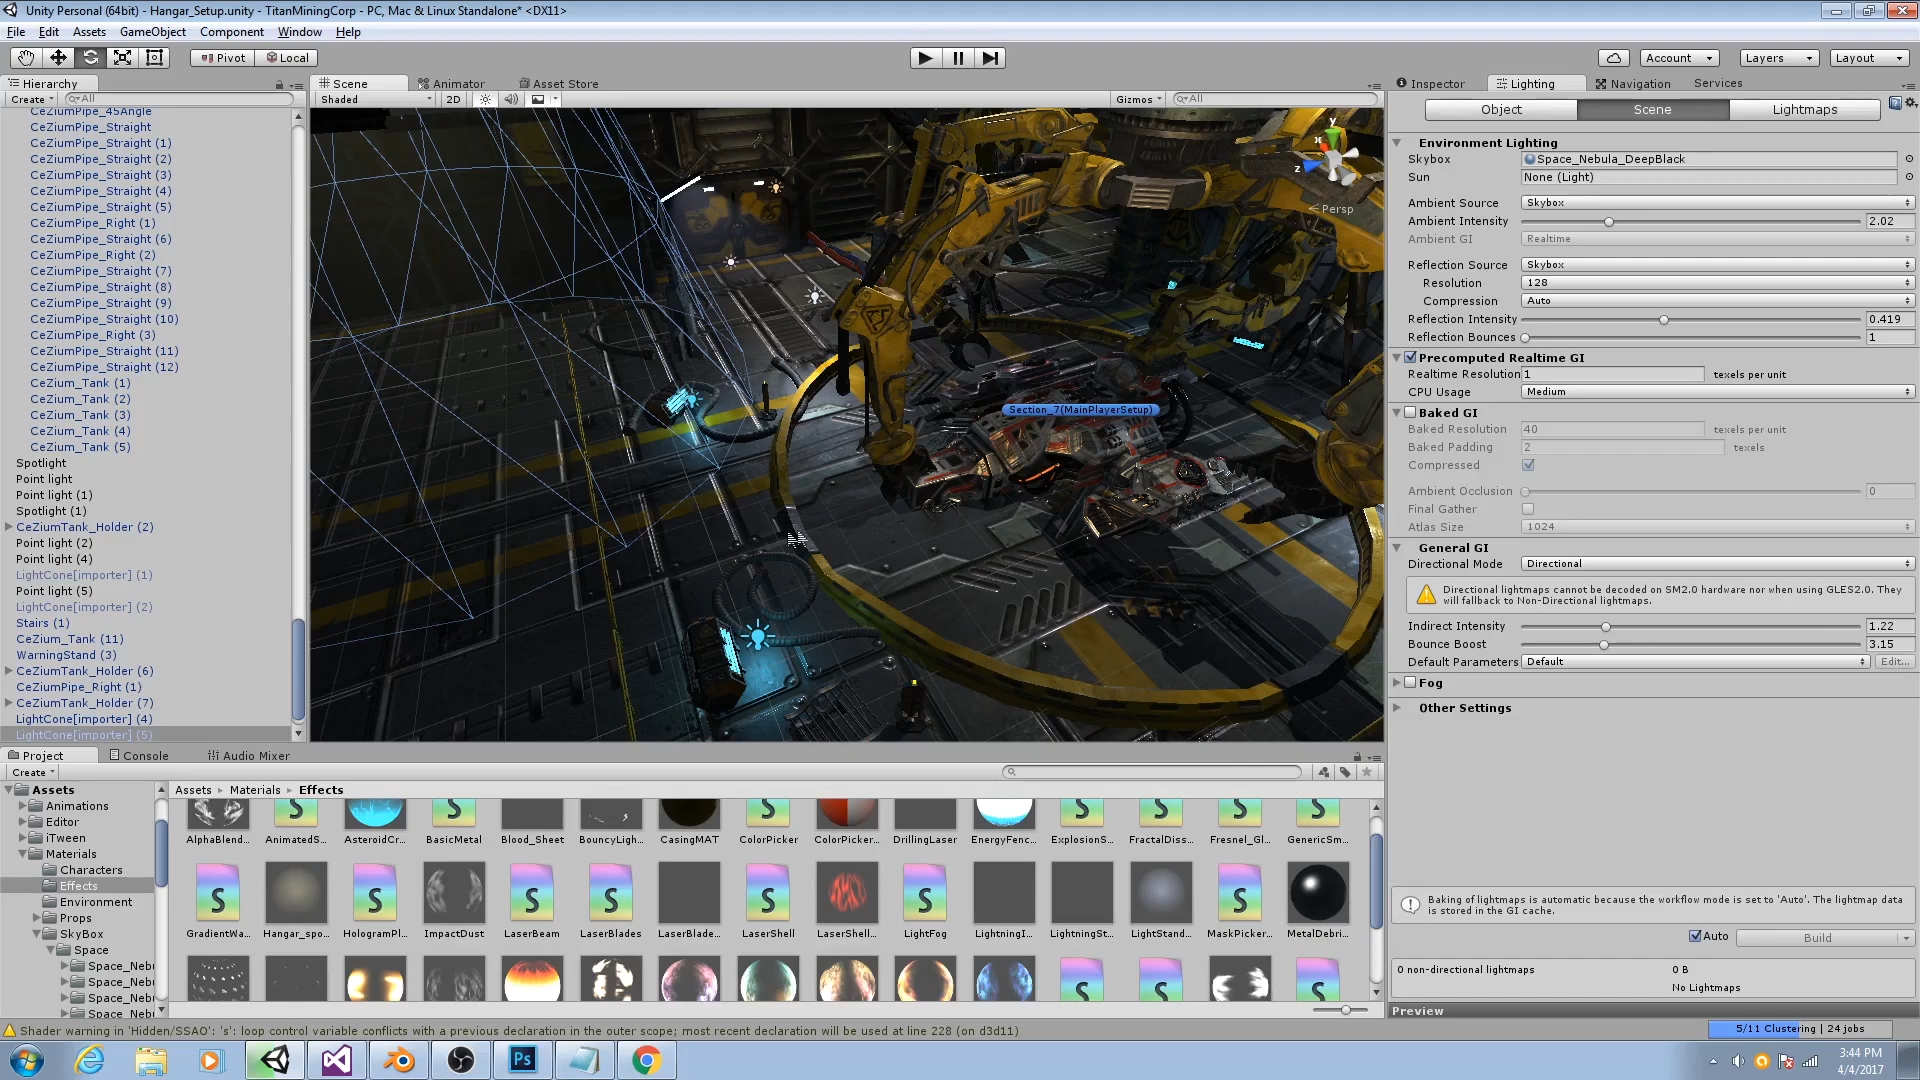 Unity Personal (64bit) - Hangar_Setup.unity - TitanMiningCorp - PC, Mac & Linux Standalone* <DX11>
File Edit Assets GameObject Component Window Help
Pivot Local Account Layers Layout
Hierarchy
Create All
CeZiumPipe_45Angle
CeZiumPipe_Straight
CeZiumPipe_Straight (1)
CeZiumPipe_Straight (2)
CeZiumPipe_Straight (3)
CeZiumPipe_Straight (4)
CeZiumPipe_Straight (5)
CeZiumPipe_Right (1)
CeZiumPipe_Straight (6)
CeZiumPipe_Right (2)
CeZiumPipe_Straight (7)
CeZiumPipe_Straight (8)
CeZiumPipe_Straight (9)
CeZiumPipe_Straight (10)
CeZiumPipe_Right (3)
CeZiumPipe_Straight (11)
CeZiumPipe_Straight (12)
CeZium_Tank (1)
CeZium_Tank (2)
CeZium_Tank (3)
CeZium_Tank (4)
CeZium_Tank (5)
Spotlight
Point light
Point light (1)
Spotlight (1)
CeZiumTank_Holder (2)
Point light (2)
Point light (4)
LightCone[importer] (1)
Point light (5)
LightCone[importer] (2)
Stairs (1)
CeZium_Tank (11)
WarningStand (3)
CeZiumTank_Holder (6)
CeZiumPipe_Right (1)
CeZiumTank_Holder (7)
LightCone[importer] (4)
LightCone[importer] (5)
Scene Animator Asset Store
Shaded 2D Gizmos All
y
x
z
Persp
Section_7(MainPlayerSetup)
Inspector Lighting Navigation Services
Object Scene Lightmaps
Environment Lighting
Skybox Space_Nebula_DeepBlack
Sun None (Light)
Ambient Source Skybox
Ambient Intensity 2.02
Ambient GI Realtime
Reflection Source Skybox
Resolution 128
Compression Auto
Reflection Intensity 0.419
Reflection Bounces 1
Precomputed Realtime GI
Realtime Resolution 1 texels per unit
CPU Usage Medium
Baked GI
Baked Resolution 40 texels per unit
Baked Padding 2 texels
Compressed
Ambient Occlusion 0
Final Gather
Atlas Size 1024
General GI
Directional Mode Directional
Directional lightmaps cannot be decoded on SM2.0 hardware nor when using GLES2.0. They
will fallback to Non-Directional lightmaps.
Indirect Intensity 1.22
Bounce Boost 3.15
Default Parameters Default Edit...
Fog
Other Settings
Baking of lightmaps is automatic because the workflow mode is set to 'Auto'. The lightmap data
is stored in the GI cache.
Auto Build
0 non-directional lightmaps 0 B
No Lightmaps
Preview
Project Console Audio Mixer
Create
Assets
Animations
Editor
iTween
Materials
Characters
Effects
Environment
Props
SkyBox
Space
Space_Neb
Space_Neb
Space_Neb
Space_Neb
Assets Materials Effects
AlphaBlend... AnimatedS... AsteroidCr... BasicMetal Blood_Sheet BouncyLigh... CasingMAT ColorPicker ColorPicker... DrillingLaser EnergyFenc... ExplosionS... FractalDiss... Fresnel_Gl... GenericSm...
GradientWa... Hangar_spo... HologramPl... ImpactDust LaserBeam LaserBlades LaserBlade... LaserShell LaserShell... LightFog LightningI... LightningSt... LightStand... MaskPicker... MetalDebri...
Shader warning in 'Hidden/SSAO': 's': loop control variable conflicts with a previous declaration in the outer scope; most recent declaration will be used at line 228 (on d3d11)
5/11 Clustering | 24 jobs
Ps
3:44 PM
4/4/2017